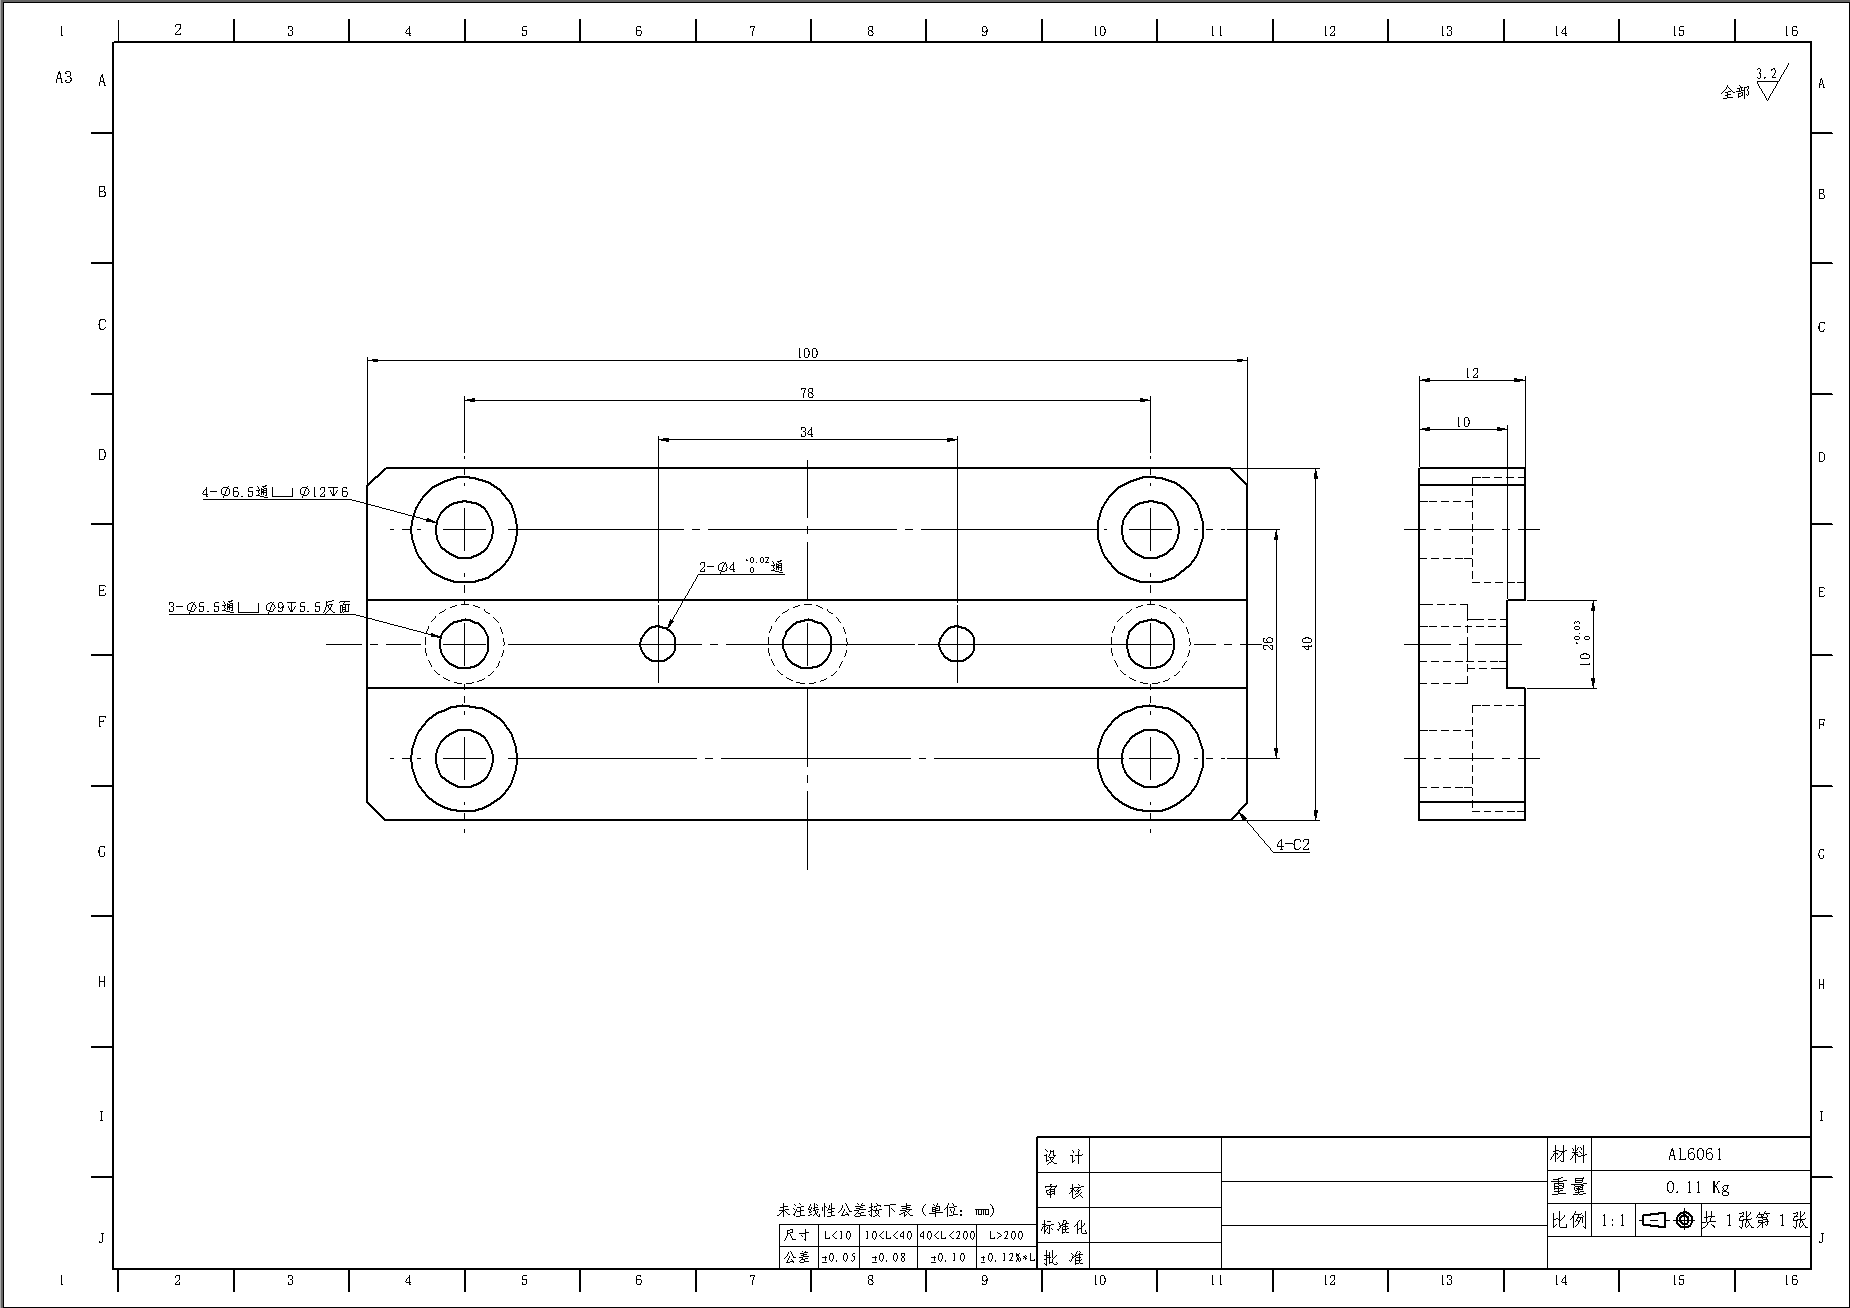 1 2 3 4 5 6 7 8 9 10 11 12 13 14 15 16
A3
A A
全部 3.2
B B
C C
100
12
78
10
34
D D
4-Ø6.5通⌴Ø12↧6
2-Ø4 +0.02 0 通
E E
3-Ø5.5通⌴Ø9↧5.5反面
26
40
10 +0.03 0
F F
4-C2
G G
H H
I I
设 计
材料 AL6061
审 核
重量 0.11 Kg
未注线性公差按下表(单位: mm)
标准化
比例 1:1 共 1 张第 1 张
尺寸 L<10 10<L<40 40<L<200 L>200
J J
公差 ±0.05 ±0.08 ±0.10 ±0.12%*L
批 准
1 2 3 4 5 6 7 8 9 10 11 12 13 14 15 16